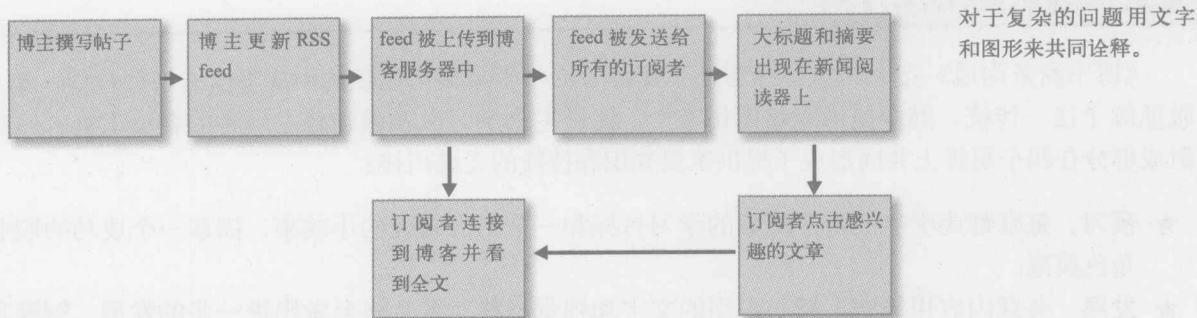 博主撰写帖子
博主更新 RSS
feed
feed 被上传到博
客服务器中
feed 被发送给
所有的订阅者
大标题和摘要
出现在新闻阅
读器上
对于复杂的问题用文字
和图形来共同诠释。
订阅者连接
到博客并看
到全文
订阅者点击感兴
趣的文章